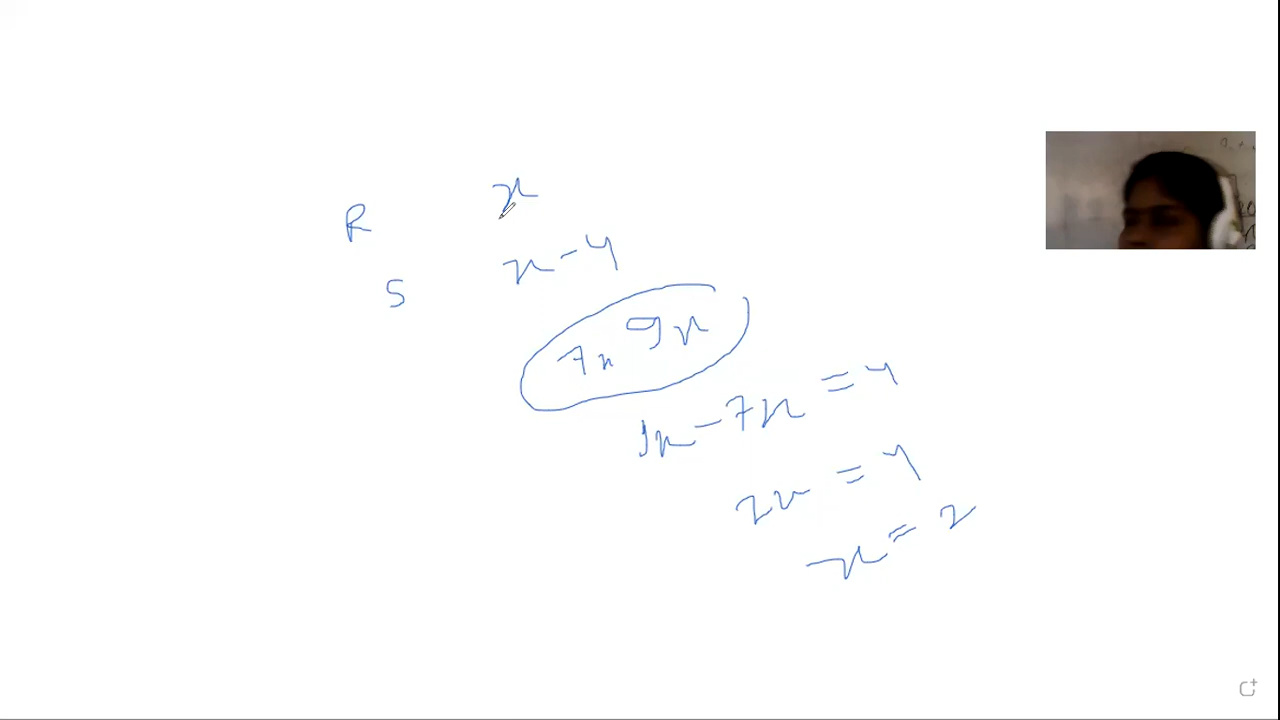 x
R
x - 4
S
7x 9x
9x - 7x = 4
2x = 4
x = 2